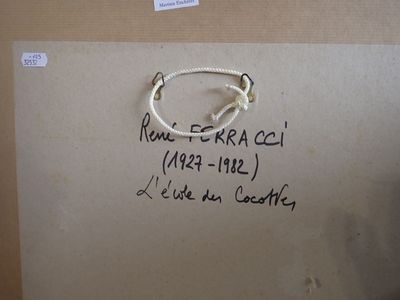 René FERRACCI
(1927-1982)
L'école des Cocottes